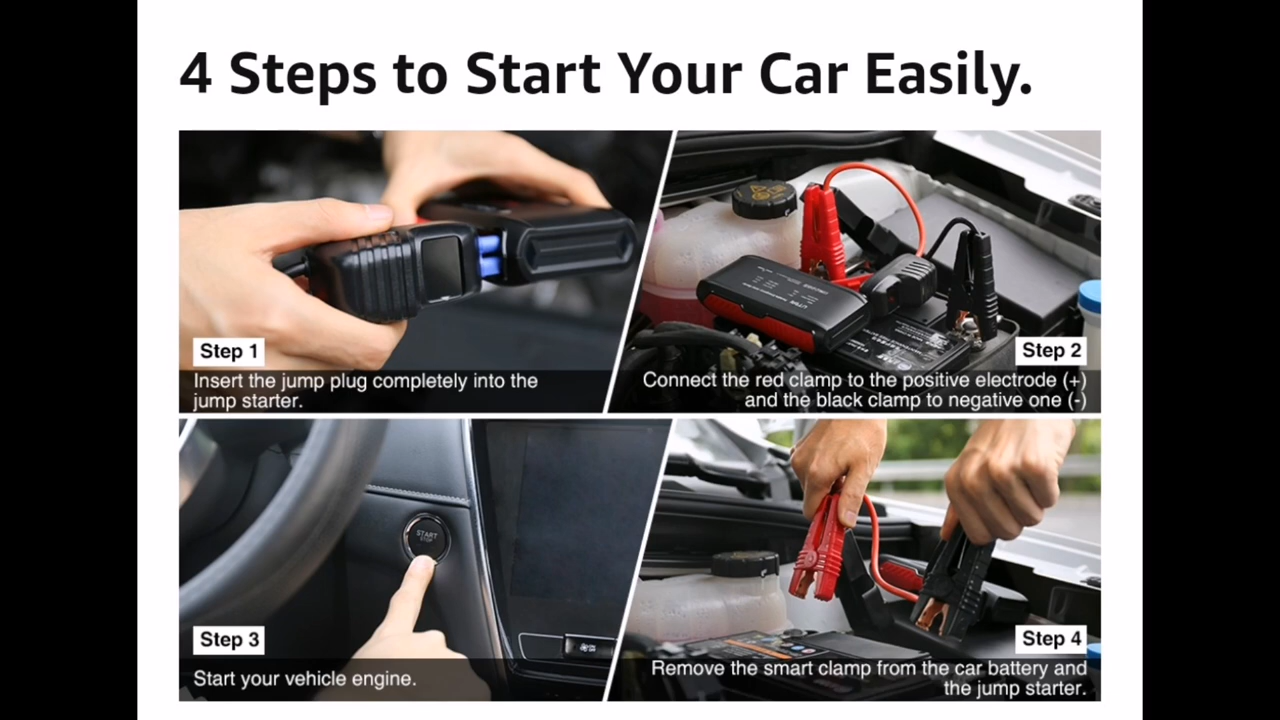 4 Steps to Start Your Car Easily.
Step 1
Insert the jump plug completely into the
jump starter.
Step 2
Connect the red clamp to the positive electrode (+)
and the black clamp to negative one (-)
START
STOP
Step 3
Start your vehicle engine.
Step 4
Remove the smart clamp from the car battery and
the jump starter.